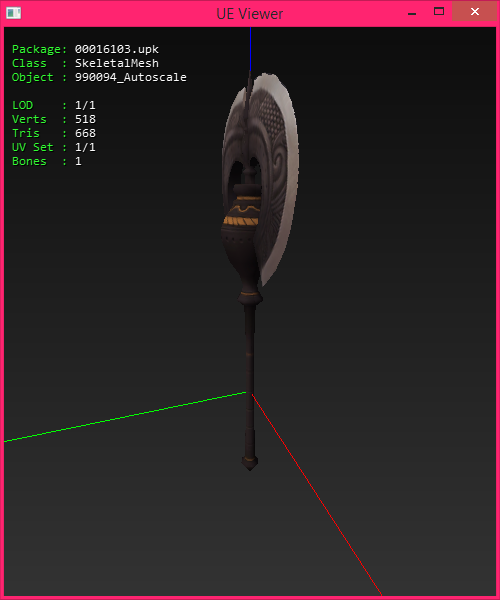 UE Viewer
Package: 00016103.upk
Class : SkeletalMesh
Object : 990094_Autoscale
LOD : 1/1
Verts : 518
Tris : 668
UV Set : 1/1
Bones : 1